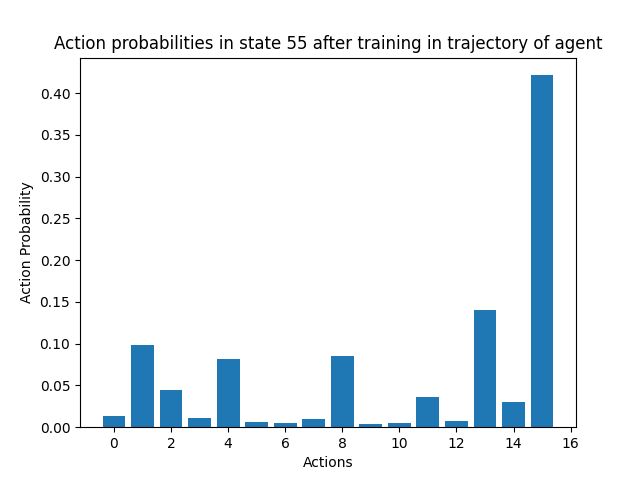 Action probabilities in state 55 after training in trajectory of agent
0.40
0.35
0.30
0.25
0.20
0.15
0.10
0.05
0.00
Action Probability
0 2 4 6 8 10 12 14 16
Actions